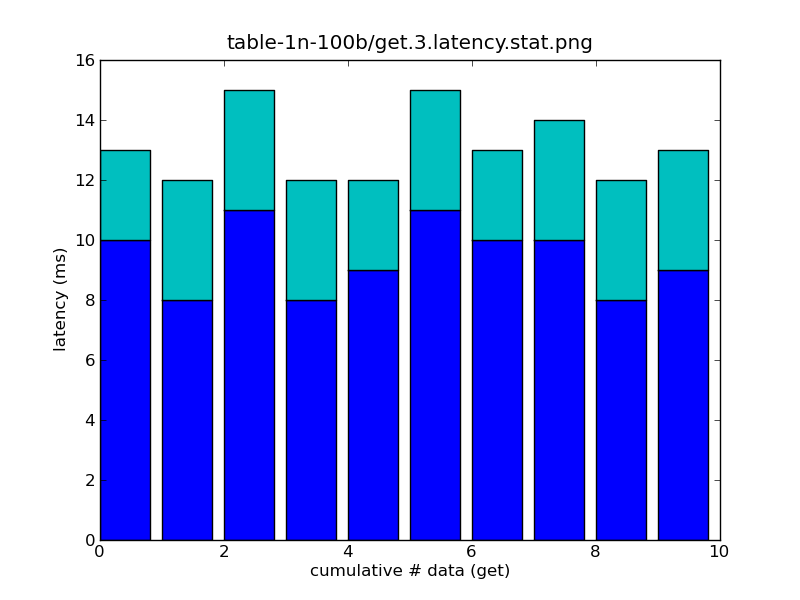 table-1n-100b/get.3.latency.stat.png
16
14
12
10
8
6
4
2
0
latency (ms)
0 2 4 6 8 10
cumulative # data (get)